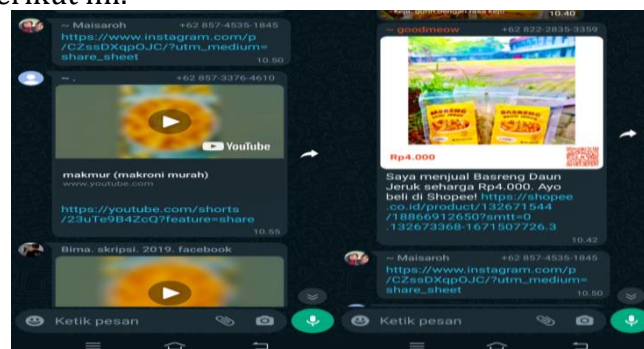 erikut ini.
~ Maisaroh +62 857-4535-1845
https://www.instagram.com/p
/CZssDXqpOJC/?utm_medium=
share_sheet
10.50
~ . +62 857-3376-4610
YouTube
makmur (makroni murah)
www.youtube.com
https://youtube.com/shorts
/23uTe9B4ZcQ?feature=share
10.55
Bima. skripsi. 2019. facebook
Ketik pesan
10.40
~ goodmeow +62 822-2835-3359
BASRENG
Rp4.000
Saya menjual Basreng Daun
Jeruk seharga Rp4.000. Ayo
beli di Shopee! https://shopee
.co.id/product/132671544
/18866912650?smtt=0
.132673368-1671507726.3
10.42
~ Maisaroh +62 857-4535-1845
https://www.instagram.com/p
/CZssDXqpOJC/?utm_medium=
share_sheet
10.50
Ketik pesan